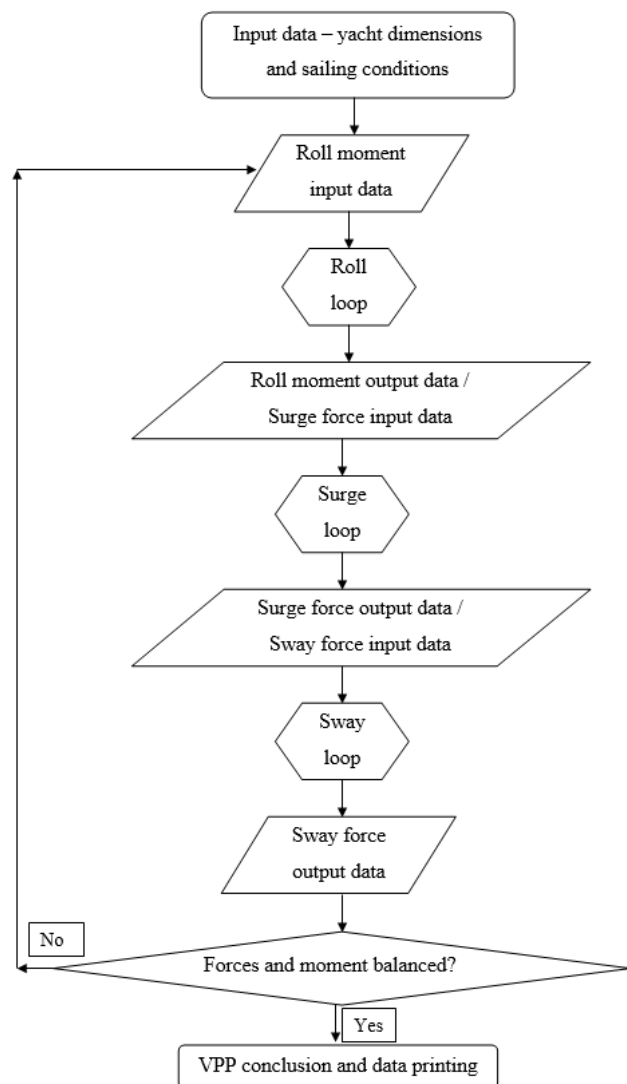 Input data – yacht dimensions
and sailing conditions
Roll moment
input data
Roll
loop
Roll moment output data /
Surge force input data
Surge
loop
Surge force output data /
Sway force input data
Sway
loop
Sway force
output data
No
Forces and moment balanced?
Yes
VPP conclusion and data printing